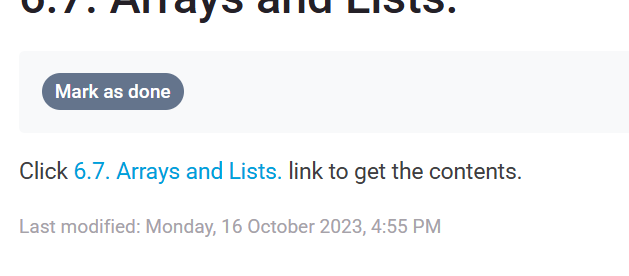 6.7. Arrays and Lists.
Mark as done
Click 6.7. Arrays and Lists. link to get the contents.
Last modified: Monday, 16 October 2023, 4:55 PM